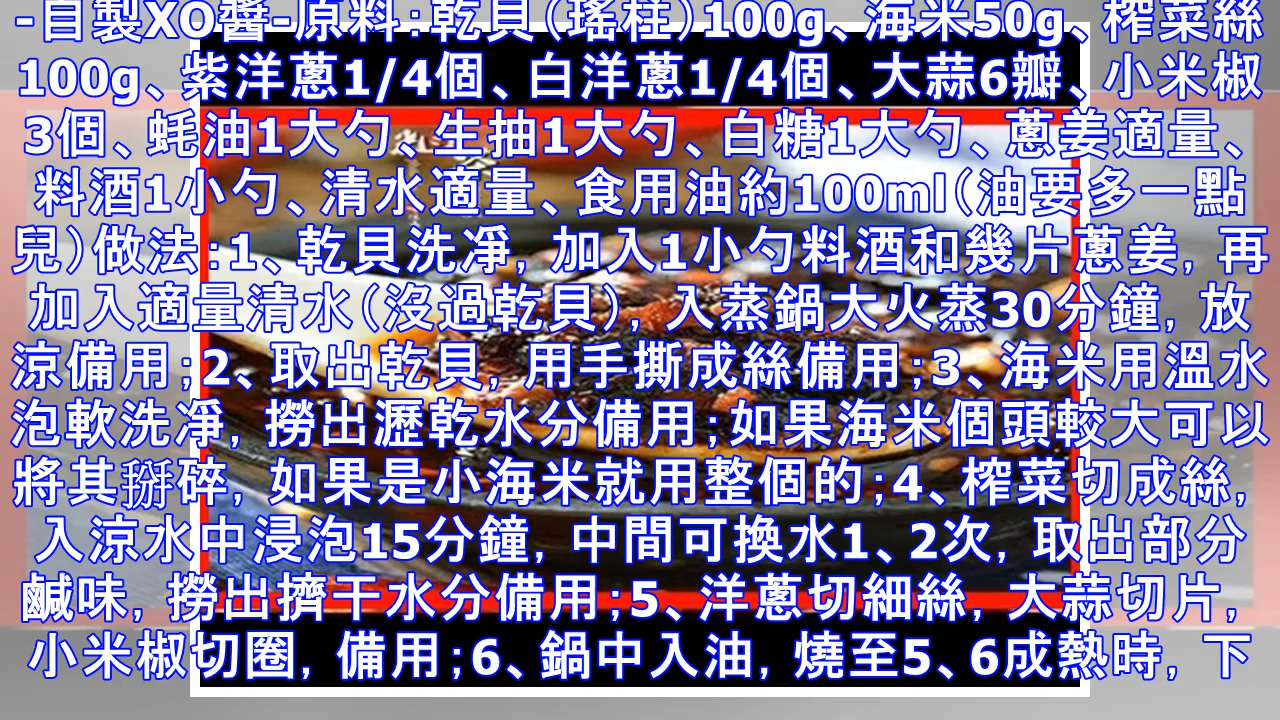 -自製XO醬-原料:乾貝(瑤柱)100g、海米50g、榨菜絲
100g、紫洋蔥1/4個、白洋蔥1/4個、大蒜6瓣、小米椒
3個、蚝油1大勺、生抽1大勺、白糖1大勺、蔥姜適量、
料酒1小勺、清水適量、食用油約100ml(油要多一點
兒)做法:1、乾貝洗凈, 加入1小勺料酒和幾片蔥姜, 再
加入適量清水(沒過乾貝), 入蒸鍋大火蒸30分鐘, 放
涼備用;2、取出乾貝, 用手撕成絲備用;3、海米用溫水
泡軟洗凈, 撈出瀝乾水分備用;如果海米個頭較大可以
將其掰碎, 如果是小海米就用整個的;4、榨菜切成絲,
入涼水中浸泡15分鐘, 中間可換水1、2次, 取出部分
鹹味, 撈出擠干水分備用;5、洋蔥切細絲, 大蒜切片,
小米椒切圈, 備用;6、鍋中入油, 燒至5、6成熱時, 下